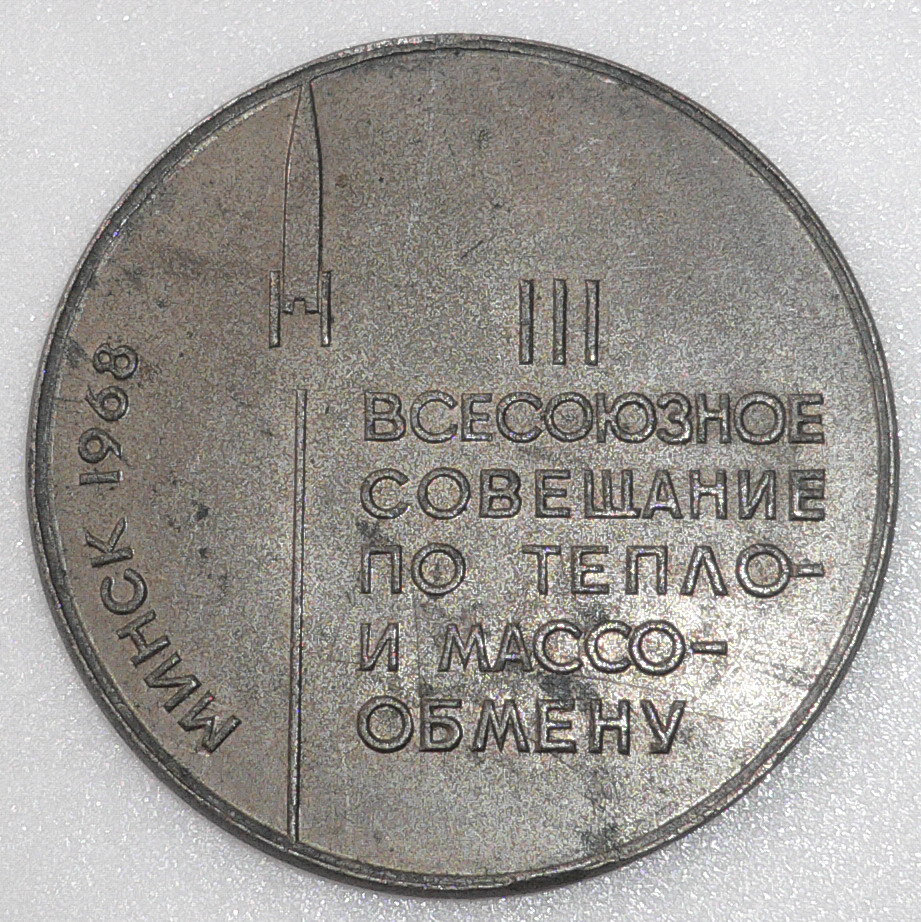 МИНСК 1968
III
ВСЕСОЮЗНОЕ
СОВЕЩАНИЕ
ПО ТЕПЛО-
И МАССО-
ОБМЕНУ